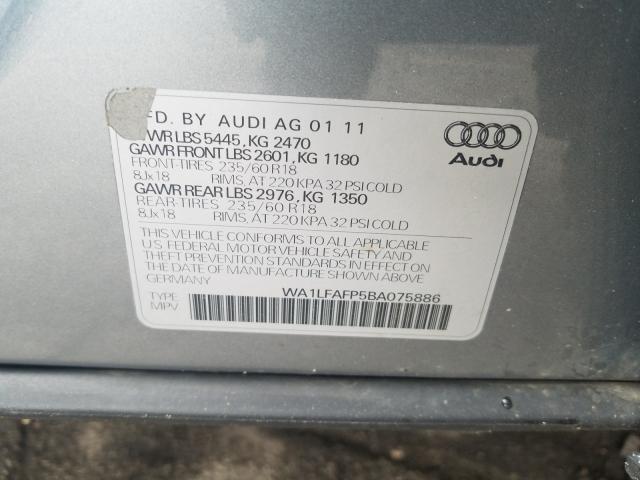 FD. BY AUDI AG 01 11
WR LBS 5445, KG 2470
GAWR FRONT LBS 2601, KG 1180
FRONT-TIRES 235/60 R18
8Jx18 RIMS, AT 220 KPA 32 PSI COLD
GAWR REAR LBS 2976, KG 1350
REAR-TIRES 235/60 R18
8Jx18 RIMS, AT 220 KPA 32 PSI COLD
THIS VEHICLE CONFORMS TO ALL APPLICABLE
U.S. FEDERAL MOTOR VEHICLE SAFETY AND
THEFT PREVENTION STANDARDS IN EFFECT ON
THE DATE OF MANUFACTURE SHOWN ABOVE
GERMANY
TYPE WA1LFAFP5BA075886
MPV
Audi